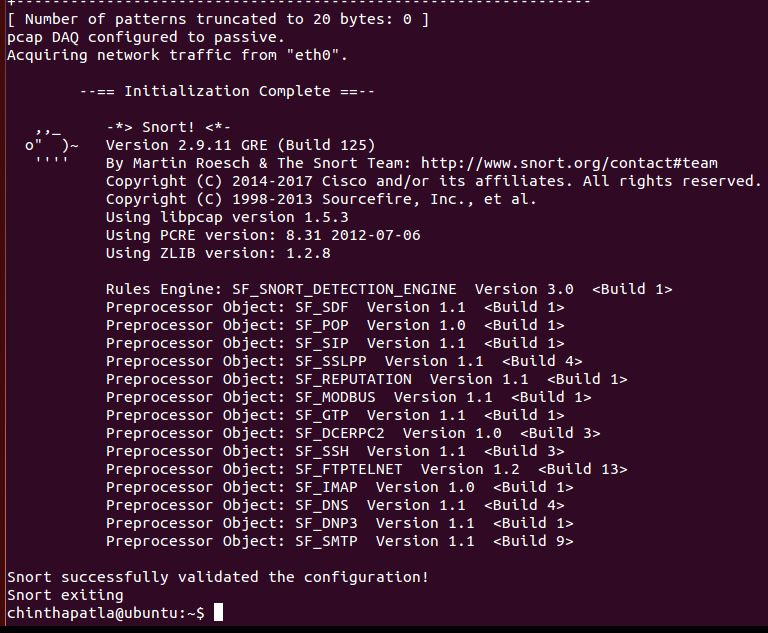 +-----------------------------------------------------------------
[ Number of patterns truncated to 20 bytes: 0 ]
pcap DAQ configured to passive.
Acquiring network traffic from "eth0".
--== Initialization Complete ==--
,,_     -*> Snort! <*-
o"  )~   Version 2.9.11 GRE (Build 125)
''''    By Martin Roesch & The Snort Team: http://www.snort.org/contact#team
Copyright (C) 2014-2017 Cisco and/or its affiliates. All rights reserved.
Copyright (C) 1998-2013 Sourcefire, Inc., et al.
Using libpcap version 1.5.3
Using PCRE version: 8.31 2012-07-06
Using ZLIB version: 1.2.8
Rules Engine: SF_SNORT_DETECTION_ENGINE  Version 3.0  <Build 1>
Preprocessor Object: SF_SDF  Version 1.1  <Build 1>
Preprocessor Object: SF_POP  Version 1.0  <Build 1>
Preprocessor Object: SF_SIP  Version 1.1  <Build 1>
Preprocessor Object: SF_SSLPP  Version 1.1  <Build 4>
Preprocessor Object: SF_REPUTATION  Version 1.1  <Build 1>
Preprocessor Object: SF_MODBUS  Version 1.1  <Build 1>
Preprocessor Object: SF_GTP  Version 1.1  <Build 1>
Preprocessor Object: SF_DCERPC2  Version 1.0  <Build 3>
Preprocessor Object: SF_SSH  Version 1.1  <Build 3>
Preprocessor Object: SF_FTPTELNET  Version 1.2  <Build 13>
Preprocessor Object: SF_IMAP  Version 1.0  <Build 1>
Preprocessor Object: SF_DNS  Version 1.1  <Build 4>
Preprocessor Object: SF_DNP3  Version 1.1  <Build 1>
Preprocessor Object: SF_SMTP  Version 1.1  <Build 9>
Snort successfully validated the configuration!
Snort exiting
chinthapatla@ubuntu:~$